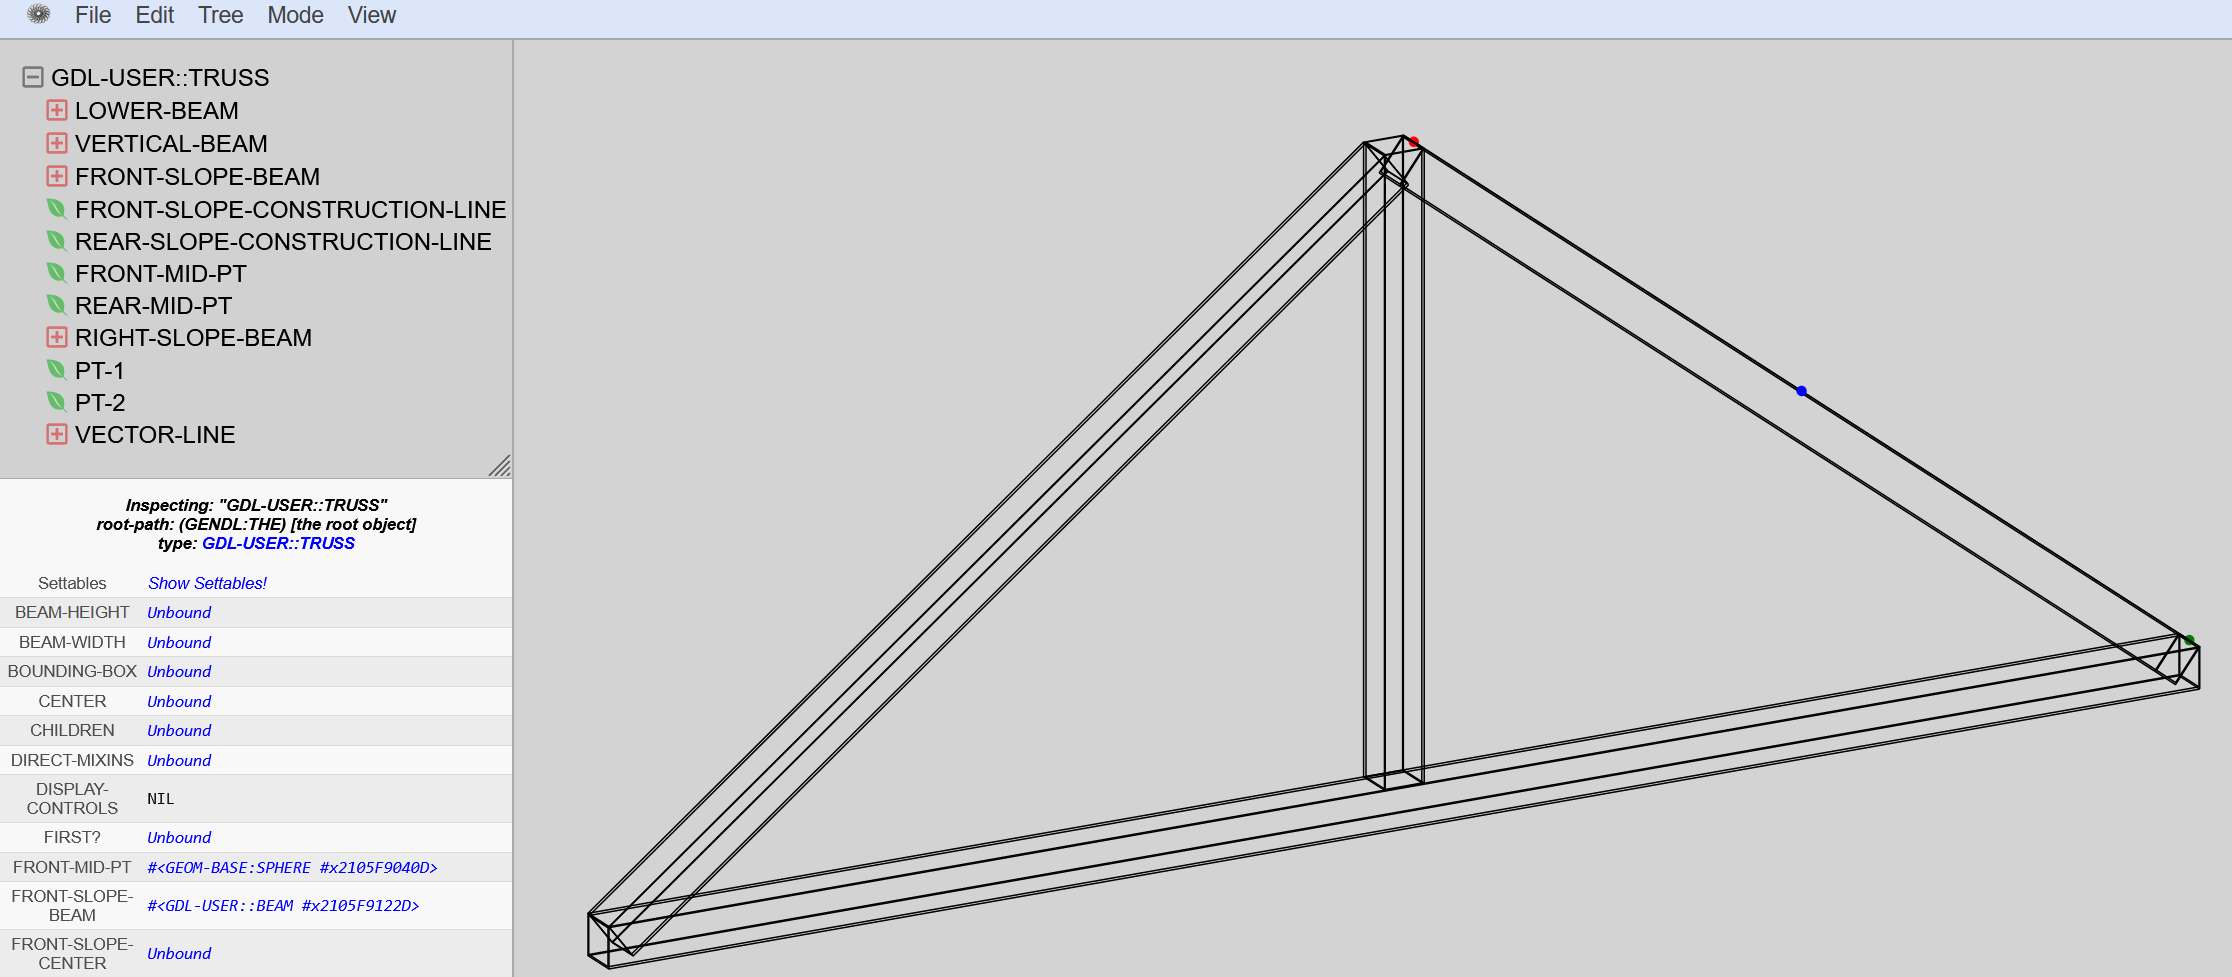 File Edit Tree Mode View
GDL-USER::TRUSS
LOWER-BEAM
VERTICAL-BEAM
FRONT-SLOPE-BEAM
FRONT-SLOPE-CONSTRUCTION-LINE
REAR-SLOPE-CONSTRUCTION-LINE
FRONT-MID-PT
REAR-MID-PT
RIGHT-SLOPE-BEAM
PT-1
PT-2
VECTOR-LINE
Inspecting: "GDL-USER::TRUSS"
root-path: (GENDL:THE) [the root object]
type: GDL-USER::TRUSS
Settables Show Settables!
BEAM-HEIGHT Unbound
BEAM-WIDTH Unbound
BOUNDING-BOX Unbound
CENTER Unbound
CHILDREN Unbound
DIRECT-MIXINS Unbound
DISPLAY-
CONTROLS NIL
FIRST? Unbound
FRONT-MID-PT #<GEOM-BASE:SPHERE #x2105F9040D>
FRONT-SLOPE-
BEAM #<GDL-USER::BEAM #x2105F9122D>
FRONT-SLOPE-
CENTER Unbound